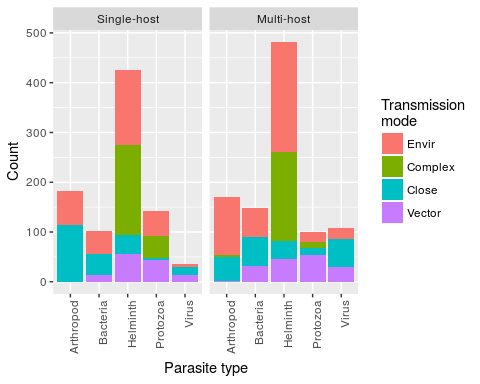 Single-host
Multi-host
500
400
300
200
100
0
Count
Arthropod
Bacteria
Helminth
Protozoa
Virus
Arthropod
Bacteria
Helminth
Protozoa
Virus
Parasite type
Transmission
mode
Envir
Complex
Close
Vector